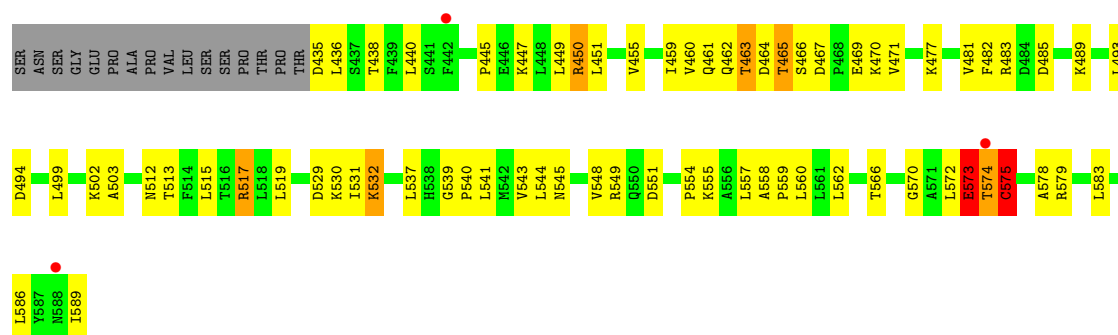 SER ASN SER GLY GLU PRO ALA PRO VAL LEU SER SER PRO THR PRO THR D435 L436 S437 T438 F439 L440 S441 F442 P445 E446 K447 L448 L449 R450 L451 V455 I459 V460 Q461 Q462 T463 D464 T465 S466 D467 P468 E469 K470 V471 K477 V481 F482 R483 D484 D485 K489 L493
D494 L499 K502 A503 N512 T513 F514 L515 T516 R517 L518 L519 D529 K530 I531 K532 L537 H538 G539 P540 L541 M542 V543 L544 N545 V548 R549 Q550 D551 P554 K555 A556 L557 A558 P559 L560 L561 L562 T566 G570 A571 L572 E573 T574 C575 A578 R579 L583
L586 Y587 N588 I589